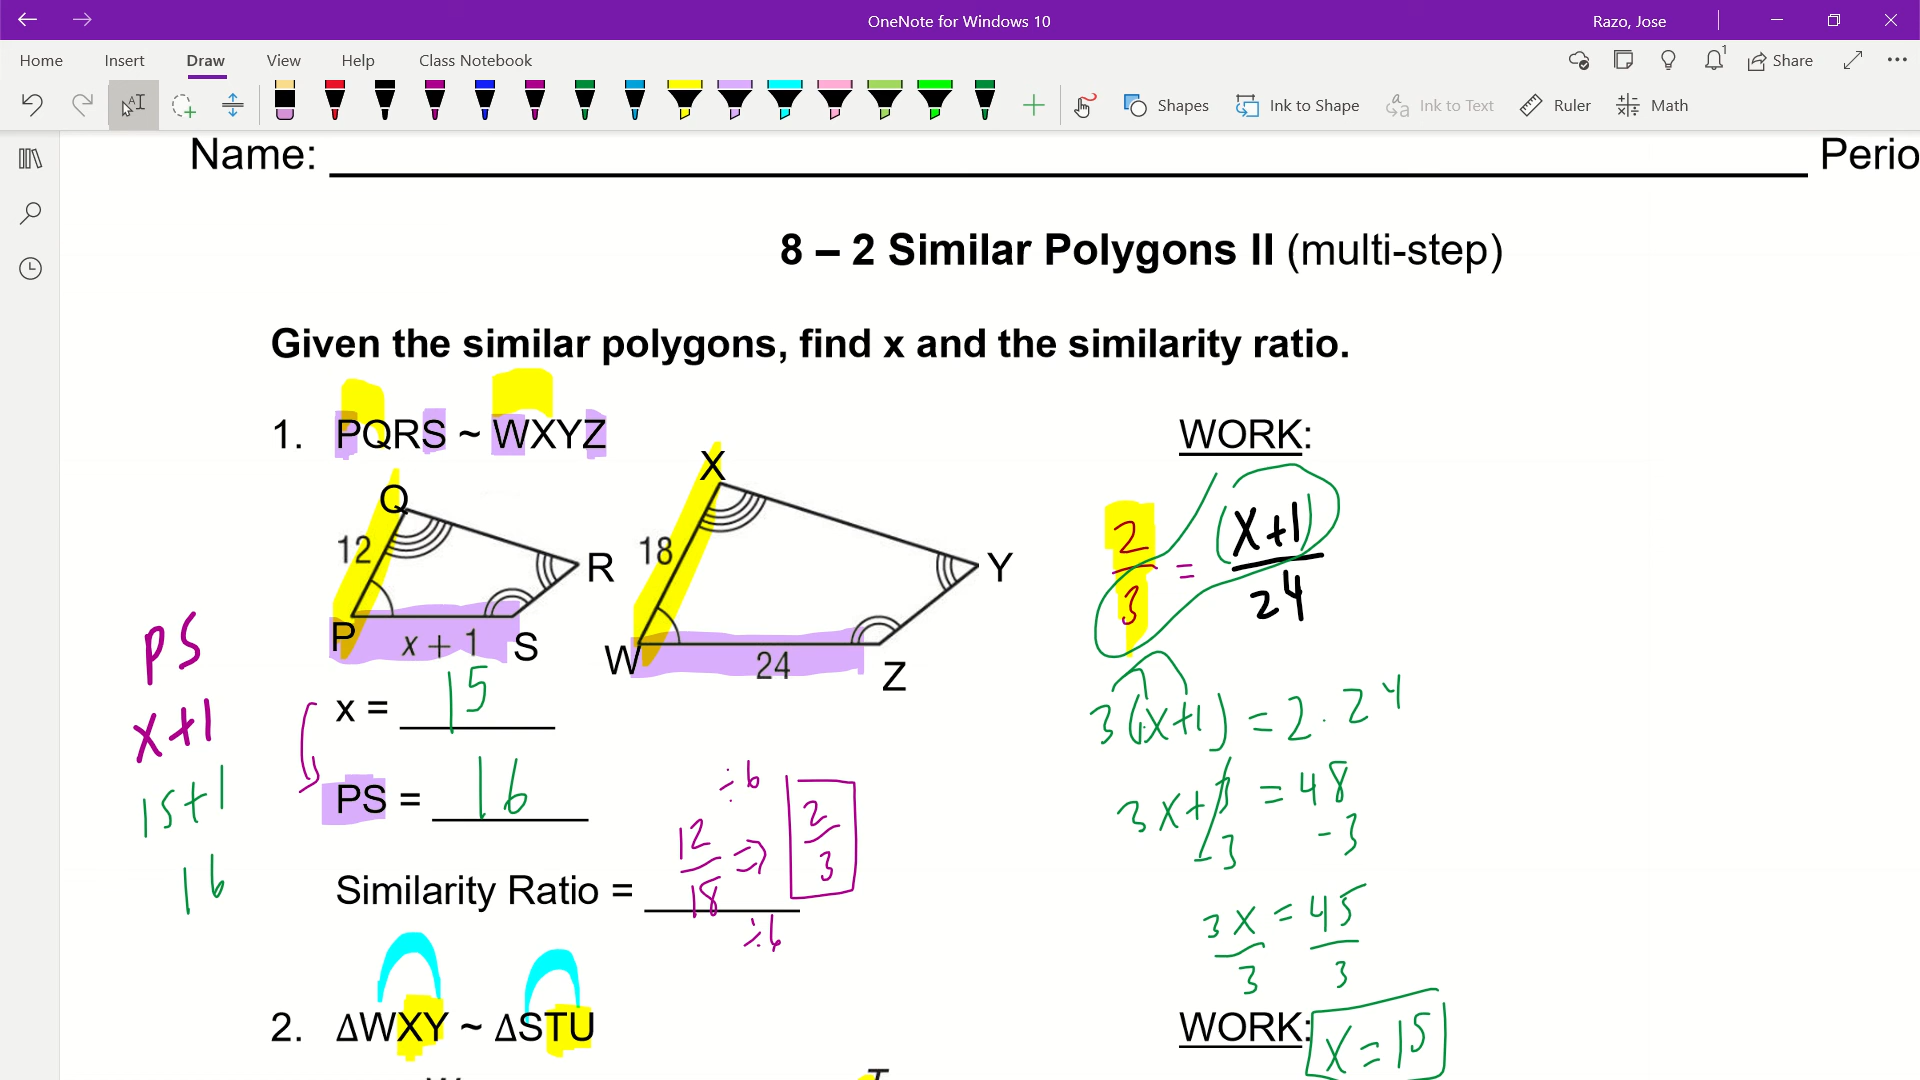 OneNote for Windows 10
Razo, Jose
Home Insert Draw View Help Class Notebook
1
Share
Shapes Ink to Shape Ink to Text Ruler Math
Name: Perio
8 – 2 Similar Polygons II (multi-step)
Given the similar polygons, find x and the similarity ratio.
1. PQRS ~ WXYZ
WORK:
Q
12
R
P
x + 1
S
X
18
Y
W
24
Z
2/3 = (x+1)/24
3(x+1) = 2·24
3x+3 = 48
-3 -3
3x = 45
3 3
x = 15
PS
x+1
15+1
16
x = 15
PS = 16
÷6
Similarity Ratio = 12/18 ⇒ 2/3
÷6
2. ΔWXY ~ ΔSTU
WORK:
W
T